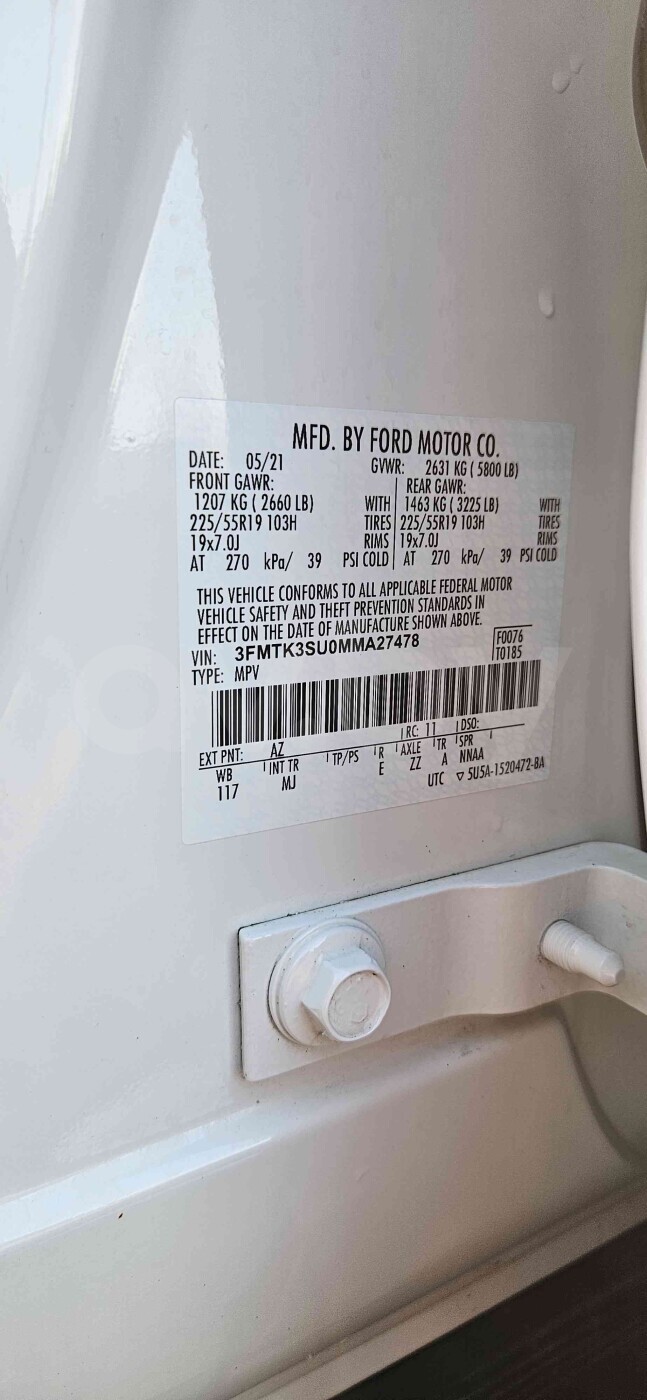 MFD. BY FORD MOTOR CO.
DATE: 05/21 GVWR: 2631 KG ( 5800 LB)
FRONT GAWR: REAR GAWR:
1207 KG ( 2660 LB) WITH 1463 KG ( 3225 LB) WITH
225/55R19 103H TIRES 225/55R19 103H TIRES
19x7.0J RIMS 19x7.0J RIMS
AT 270 kPa/ 39 PSI COLD AT 270 kPa/ 39 PSI COLD
THIS VEHICLE CONFORMS TO ALL APPLICABLE FEDERAL MOTOR
VEHICLE SAFETY AND THEFT PREVENTION STANDARDS IN
EFFECT ON THE DATE OF MANUFACTURE SHOWN ABOVE.
VIN: 3FMTK3SU0MMA27478 F0076
TYPE: MPV T0185
EXT PNT: AZ RC: 11 DSO:
WB INT TR TP/PS R AXLE TR SPR
117 MJ E ZZ A NNAA
UTC ▽ 5U5A-1520472-BA